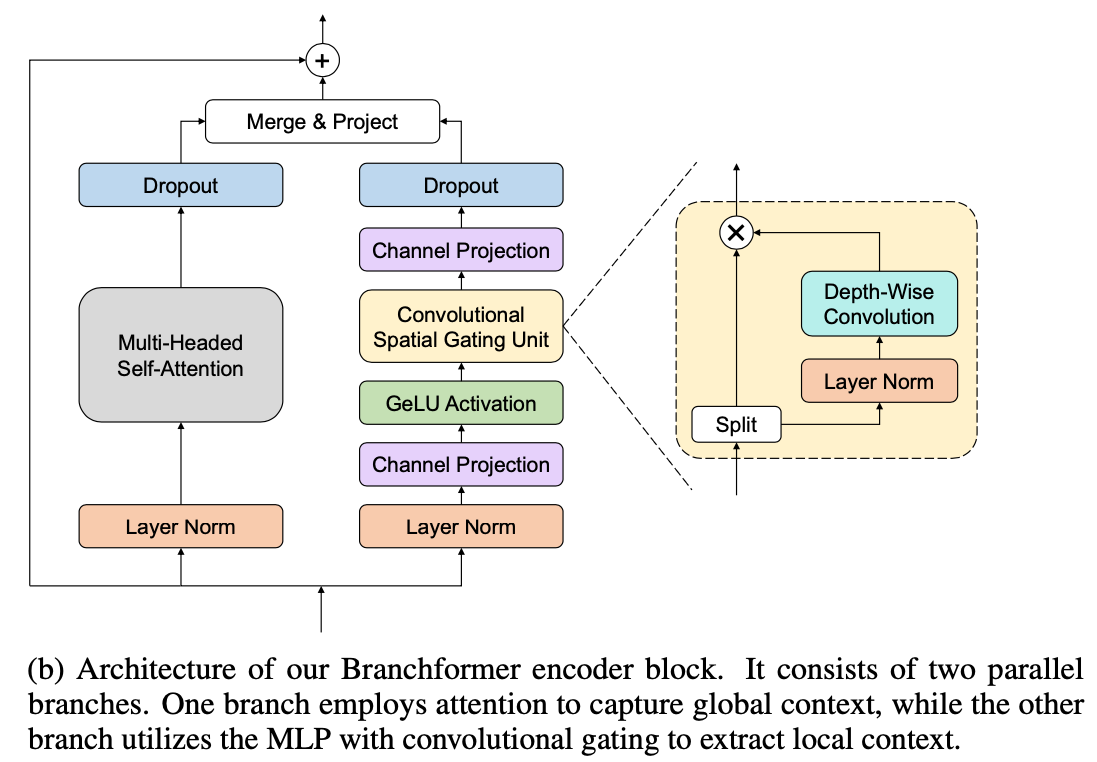 +
Merge & Project
Dropout
Dropout
Channel Projection
Convolutional
Spatial Gating Unit
Multi-Headed
Self-Attention
GeLU Activation
Channel Projection
Layer Norm
Layer Norm
×
Depth-Wise
Convolution
Layer Norm
Split
(b) Architecture of our Branchformer encoder block. It consists of two parallel
branches. One branch employs attention to capture global context, while the other
branch utilizes the MLP with convolutional gating to extract local context.